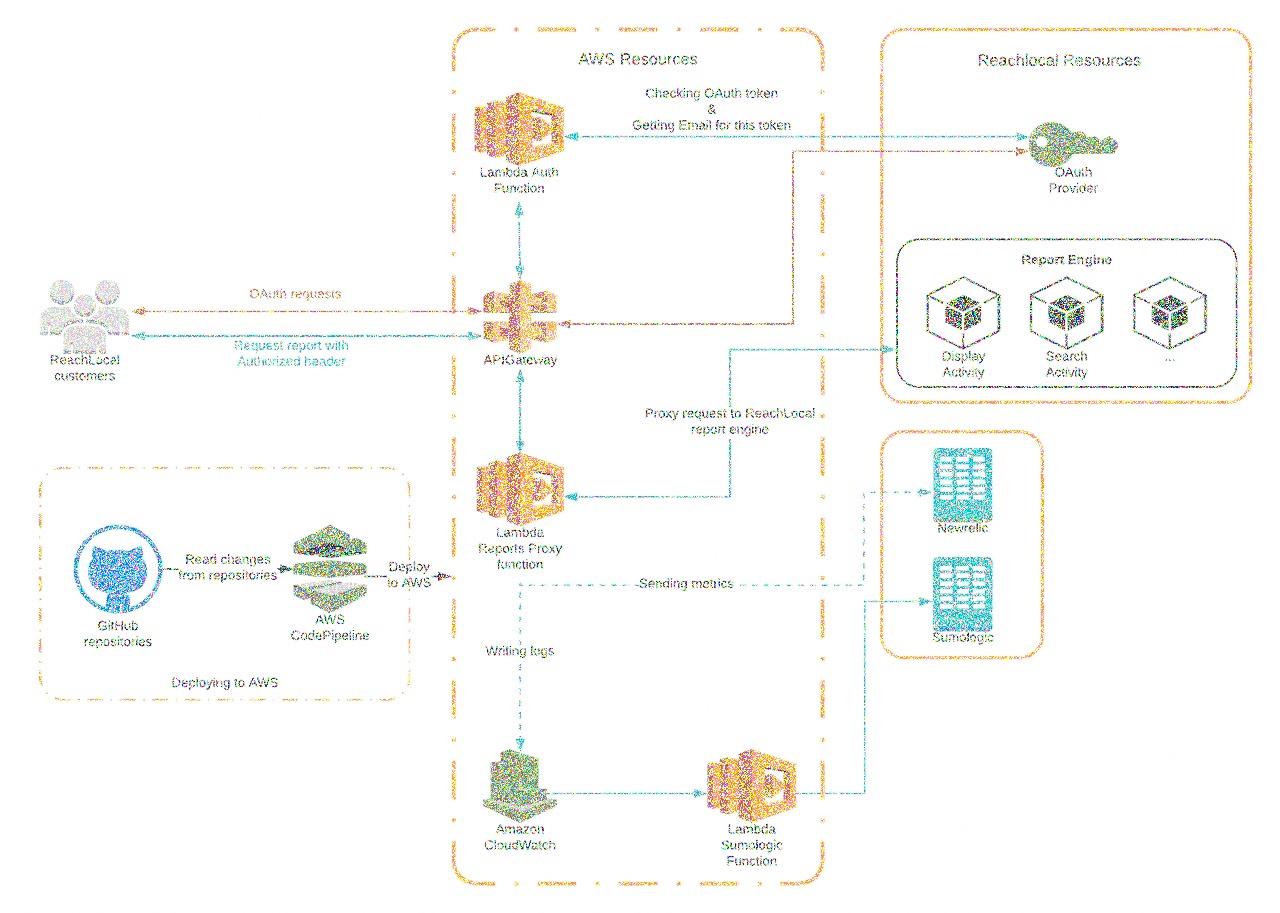 AWS Resources
Reachlocal Resources
Checking OAuth token
&
Getting Email for this token
Lambda Auth
Function
OAuth
Provider
Report Engine
Display
Activity
Search
Activity
...
OAuth requests
Request report with
Authorized header
ReachLocal
customers
APIGateway
Proxy request to ReachLocal
report engine
Lambda
Reports Proxy
function
Newrelic
Sumologic
Read changes
from repositories
Deploy
to AWS
GitHub
repositories
AWS
CodePipeline
Deploying to AWS
Sending metrics
Writing logs
Amazon
CloudWatch
Lambda
Sumologic
Function